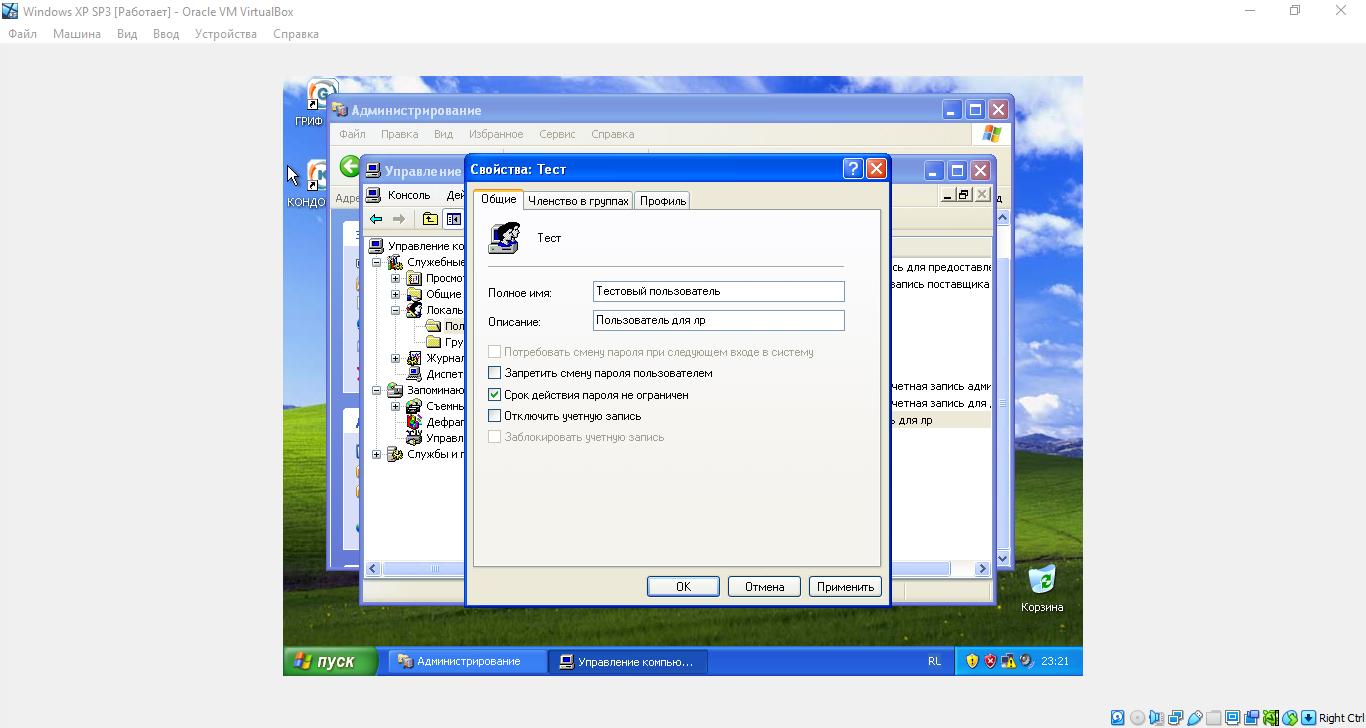 Windows XP SP3 [Работает] - Oracle VM VirtualBox
Файл Машина Вид Ввод Устройства Справка
ГРИФ
КОНДО
Администрирование
Файл Правка Вид Избранное Сервис Справка
Адре
Управление
Консоль Дей
Управление ко
Служебные
Просмот
Общие
Локаль
Пол
Гру
Журнал
Диспет
Запоминаю
Съемны
Дефраг
Управл
Службы и п
сь для предоставле
запись поставщика
четная запись адми
четная запись для д
ь для лр
Свойства: Тест
Общие Членство в группах Профиль
Тест
Полное имя: Тестовый пользователь
Описание: Пользователь для лр
Потребовать смену пароля при следующем входе в систему
Запретить смену пароля пользователем
Срок действия пароля не ограничен
Отключить учетную запись
Заблокировать учетную запись
OK Отмена Применить
Корзина
пуск Администрирование Управление компью... RL 23:21
Right Ctrl